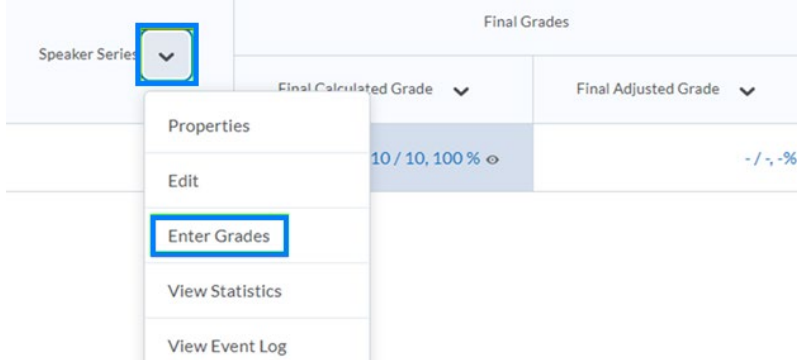 Final Grades
Speaker Series
Final Calculated Grade
Final Adjusted Grade
Properties
10 / 10, 100 %
- / -, -%
Edit
Enter Grades
View Statistics
View Event Log